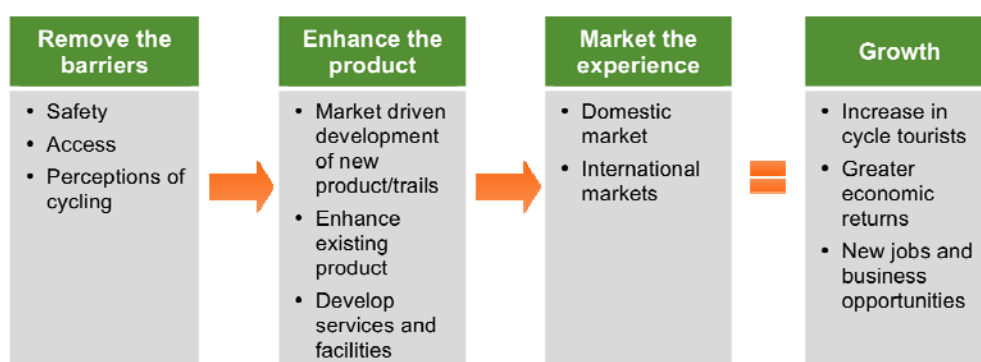 Remove the
barriers
• Safety
• Access
• Perceptions of
cycling
Enhance the
product
• Market driven
development
of new
product/trails
• Enhance
existing
product
• Develop
services and
facilities
Market the
experience
• Domestic
market
• International
markets
Growth
• Increase in
cycle tourists
• Greater
economic
returns
• New jobs and
business
opportunities